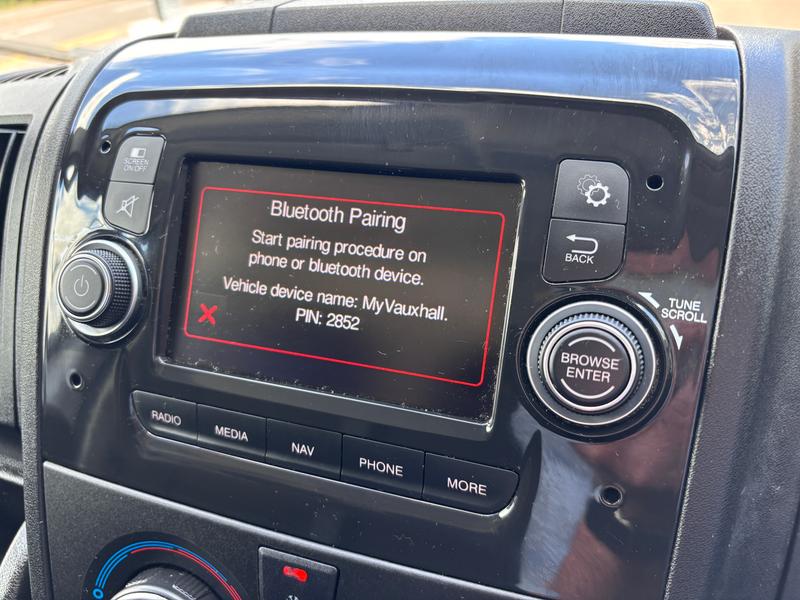 SCREEN
ON/OFF
Bluetooth Pairing
Start pairing procedure on
phone or bluetooth device.
Vehicle device name: MyVauxhall.
PIN: 2852
BACK
TUNE
SCROLL
BROWSE
ENTER
RADIO
MEDIA
NAV
PHONE
MORE